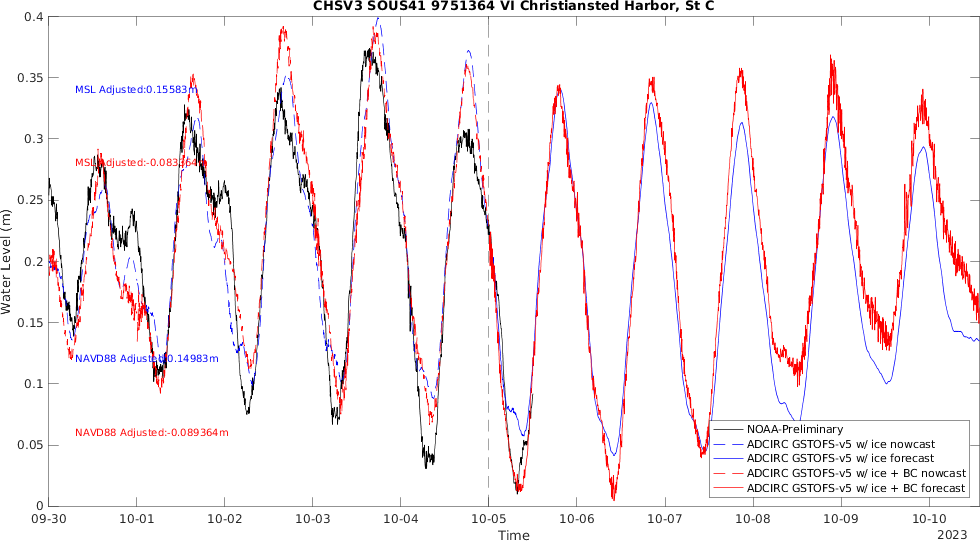 CHSV3 SOUS41 9751364 VI Christiansted Harbor, St C
0.4
0.35
0.3
0.25
0.2
0.15
0.1
0.05
0
Water Level (m)
MSL Adjusted:0.15583m
MSL Adjusted:-0.083364m
NAVD88 Adjusted:0.14983m
NAVD88 Adjusted:-0.089364m
NOAA-Preliminary
ADCIRC GSTOFS-v5 w/ ice nowcast
ADCIRC GSTOFS-v5 w/ ice forecast
ADCIRC GSTOFS-v5 w/ ice + BC nowcast
ADCIRC GSTOFS-v5 w/ ice + BC forecast
09-30 10-01 10-02 10-03 10-04 10-05 10-06 10-07 10-08 10-09 10-10
Time
2023